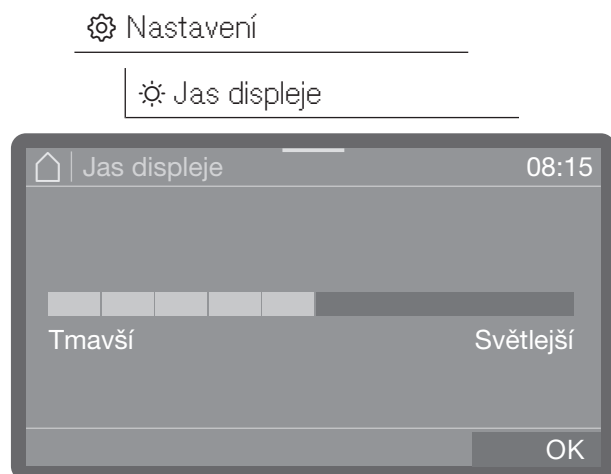 Nastavení
Jas displeje
Jas displeje 08:15
Tmavší Světlejší
OK